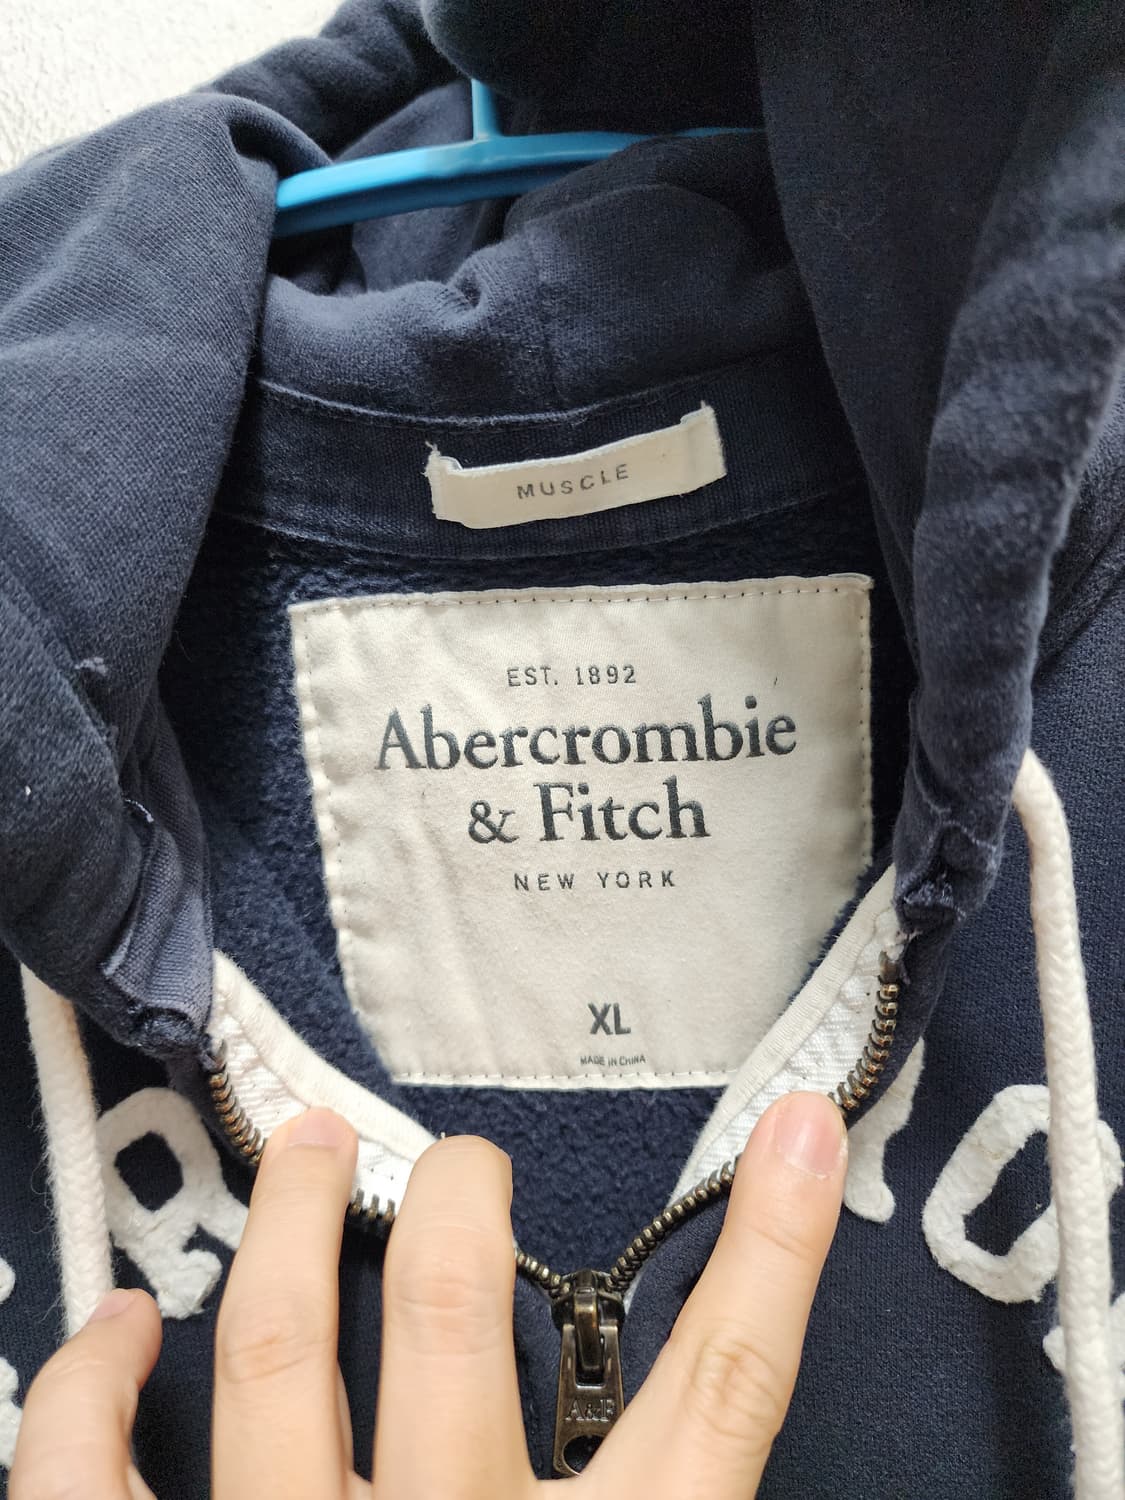 MUSCLE
EST. 1892
Abercrombie
& Fitch
NEW YORK
XL
MADE IN CHINA
R
O
A&F